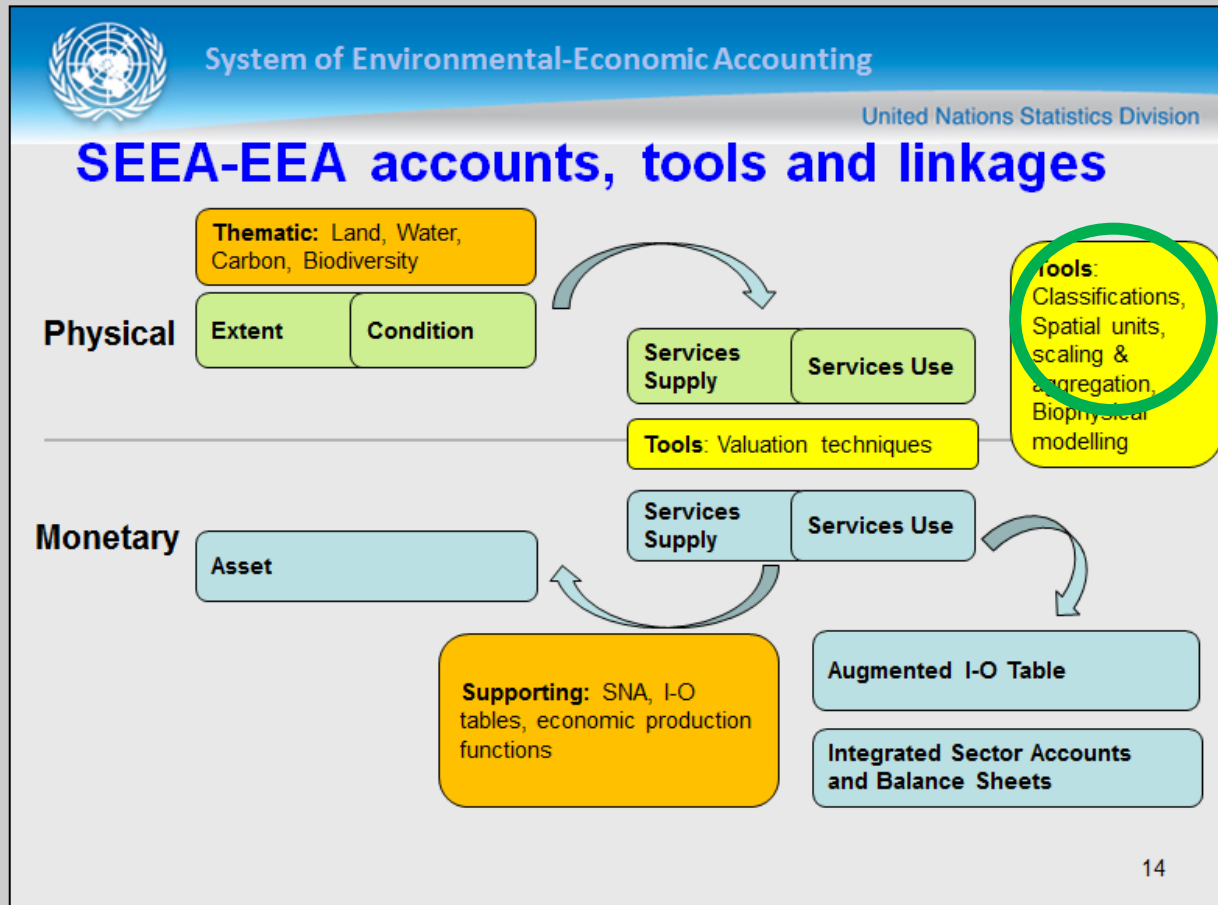 System of Environmental-Economic Accounting
United Nations Statistics Division
SEEA-EEA accounts, tools and linkages
Thematic: Land, Water,
Carbon, Biodiversity
Physical
Extent
Condition
Services
Supply
Services Use
Tools:
Classifications,
Spatial units,
scaling &
aggregation,
Biophysical
modelling
Tools: Valuation techniques
Monetary
Asset
Services
Supply
Services Use
Supporting: SNA, I-O
tables, economic production
functions
Augmented I-O Table
Integrated Sector Accounts
and Balance Sheets
14